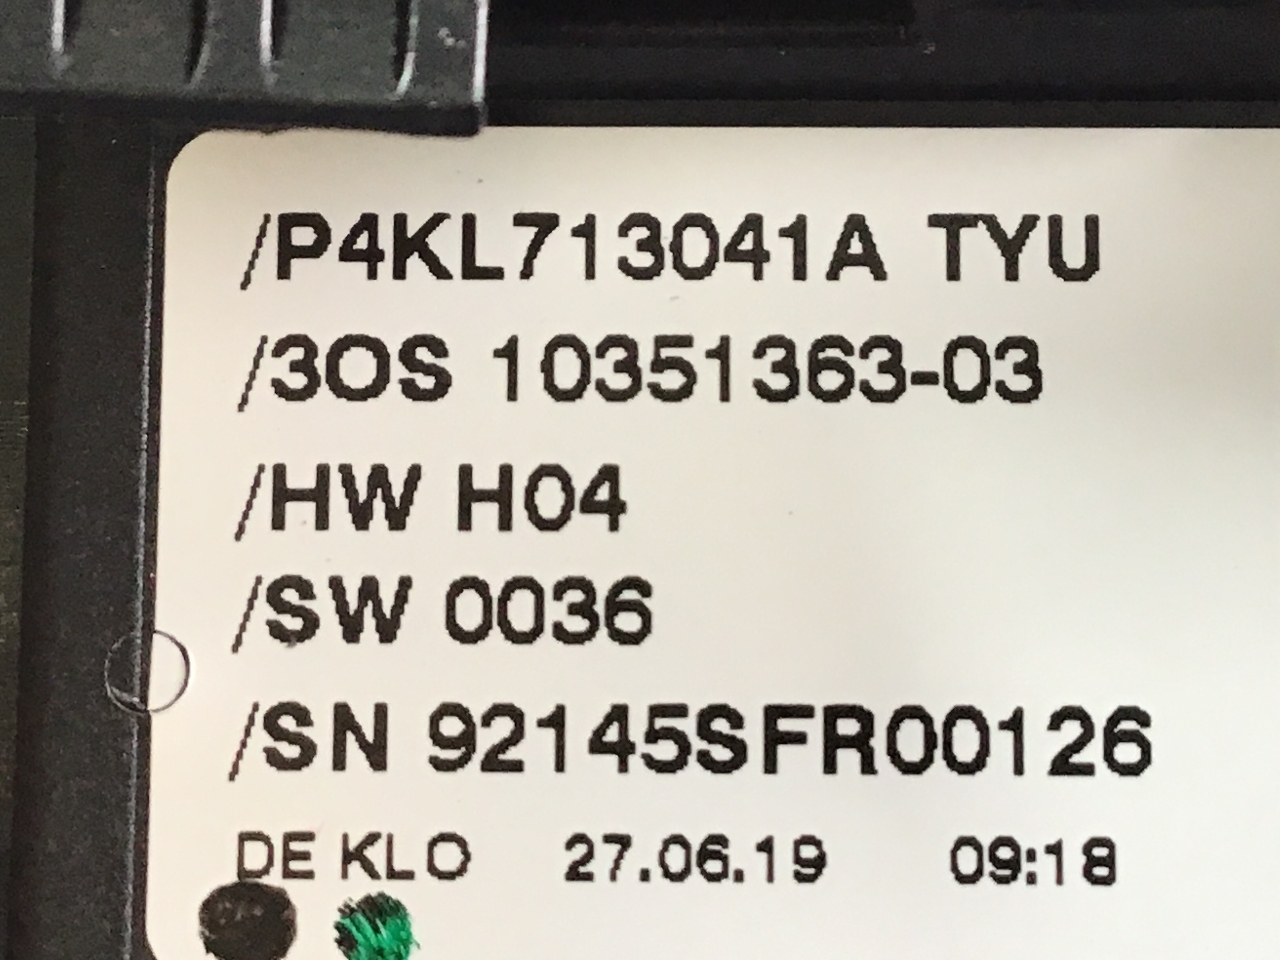 /P4KL713041A TYU
/3OS 10351363-03
/HW H04
/SW 0036
/SN 92145SFR00126
DE KLO 27.06.19 09:18